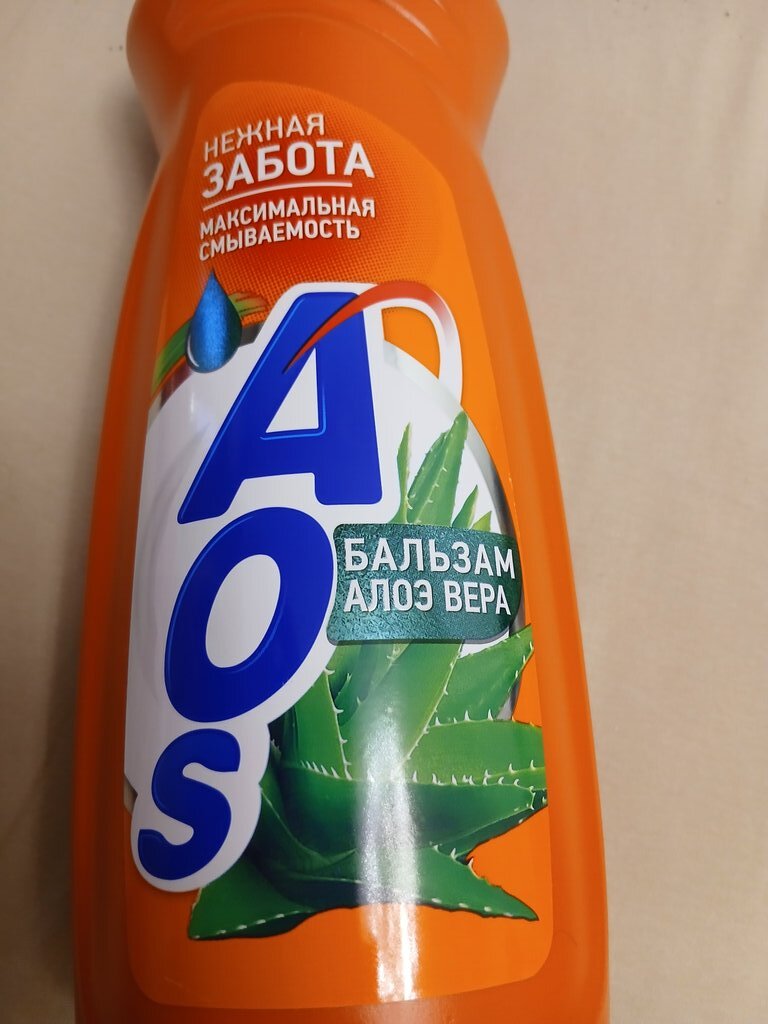 НЕЖНАЯ
ЗАБОТА
МАКСИМАЛЬНАЯ
СМЫВАЕМОСТЬ
AOS
БАЛЬЗАМ
АЛОЭ ВЕРА